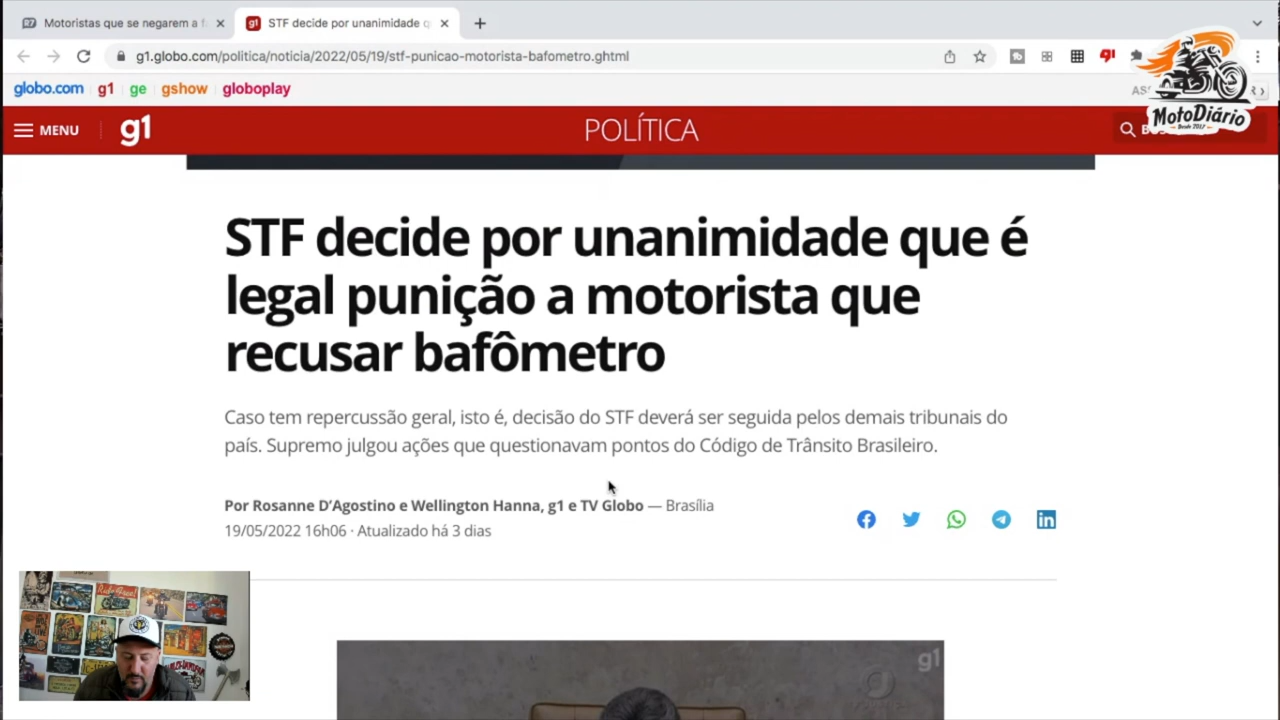 Motoristas que se negarem a f
STF decide por unanimidade q
g1.globo.com/politica/noticia/2022/05/19/stf-punicao-motorista-bafometro.ghtml
globo.com g1 ge gshow globoplay
MENU g1 POLÍTICA
MotoDiário
Desde 2017
STF decide por unanimidade que é
legal punição a motorista que
recusar bafômetro
Caso tem repercussão geral, isto é, decisão do STF deverá ser seguida pelos demais tribunais do
país. Supremo julgou ações que questionavam pontos do Código de Trânsito Brasileiro.
Por Rosanne D'Agostino e Wellington Hanna, g1 e TV Globo — Brasília
19/05/2022 16h06 · Atualizado há 3 dias
g1